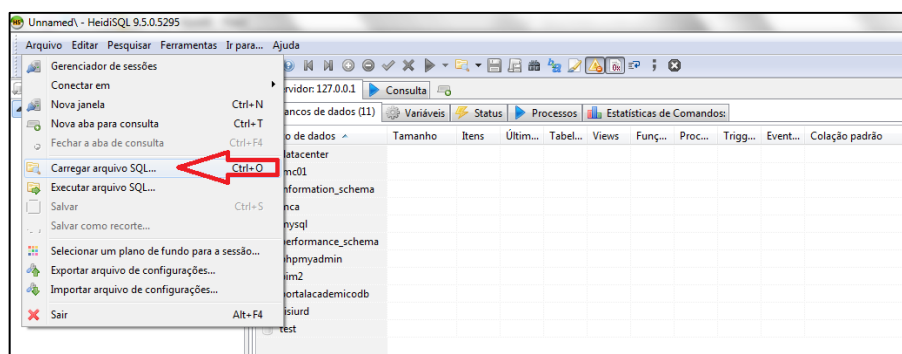 Unnamed\ - HeidiSQL 9.5.0.5295
Arquivo Editar Pesquisar Ferramentas Ir para... Ajuda
Gerenciador de sessões
Conectar em
Nova janela Ctrl+N
Nova aba para consulta Ctrl+T
Fechar a aba de consulta Ctrl+F4
Carregar arquivo SQL... Ctrl+O
Executar arquivo SQL...
Salvar Ctrl+S
Salvar como recorte...
Selecionar um plano de fundo para a sessão...
Exportar arquivo de configurações...
Importar arquivo de configurações...
Sair Alt+F4
ervidor: 127.0.0.1 Consulta
ancos de dados (11) Variáveis Status Processos Estatísticas de Comandos:
o de dados Tamanho Itens Últim... Tabel... Views Funç... Proc... Trigg... Event... Colação padrão
datacenter
mc01
nformation_schema
mysql
erformance_schema
hpmyadmin
ortalacademicodb
isiurd
test